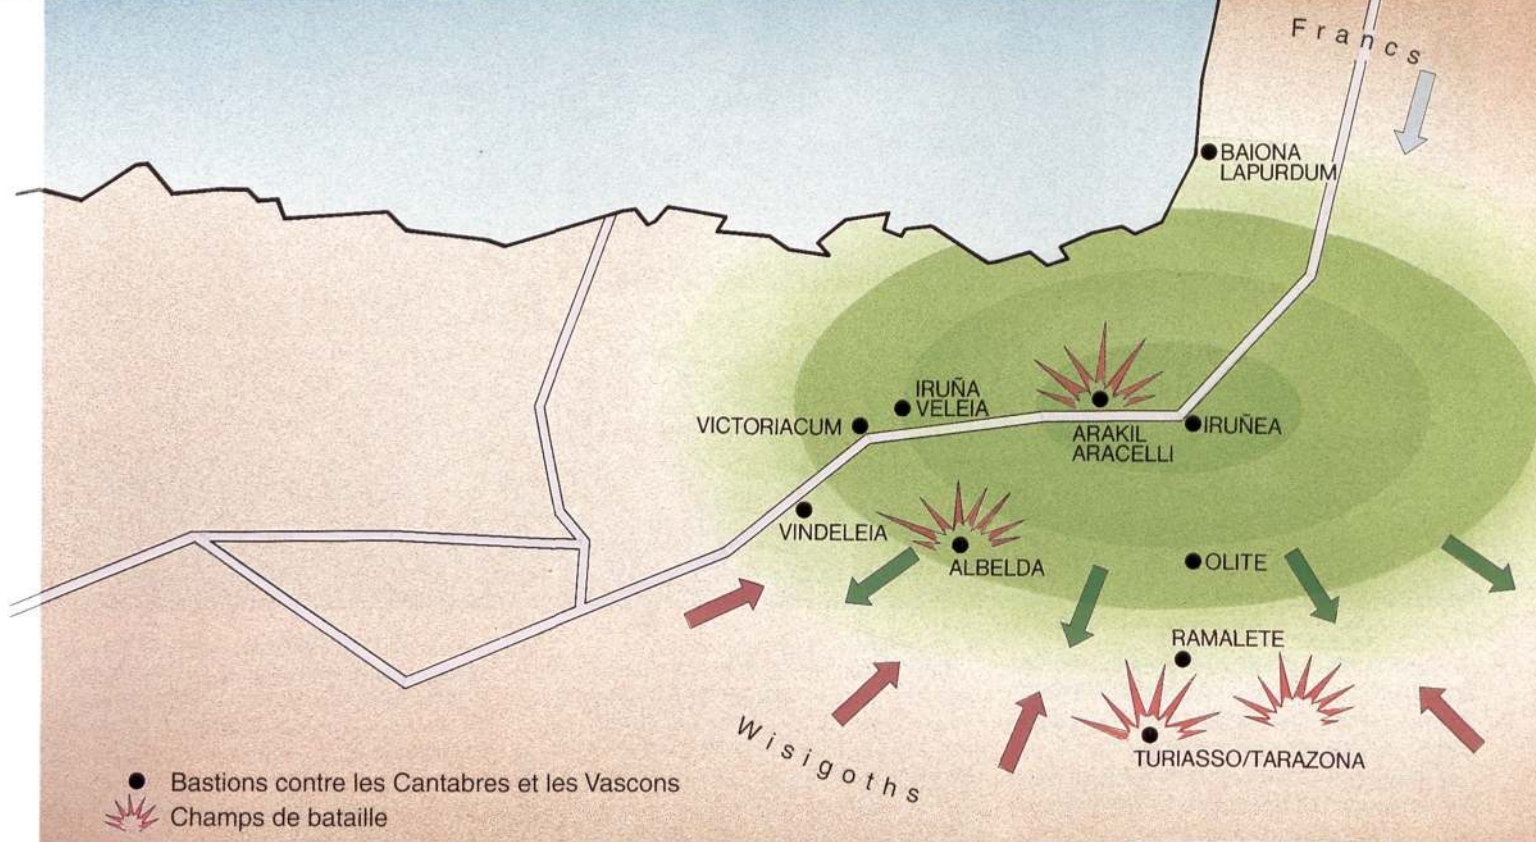 Francs
BAIONA
LAPURDUM
IRUÑA
VELEIA
VICTORIACUM
ARAKIL
ARACELLI
IRUÑEA
VINDELEIA
ALBELDA
OLITE
RAMALETE
TURIASSO/TARAZONA
Wisigoths
Bastions contre les Cantabres et les Vascons
Champs de bataille